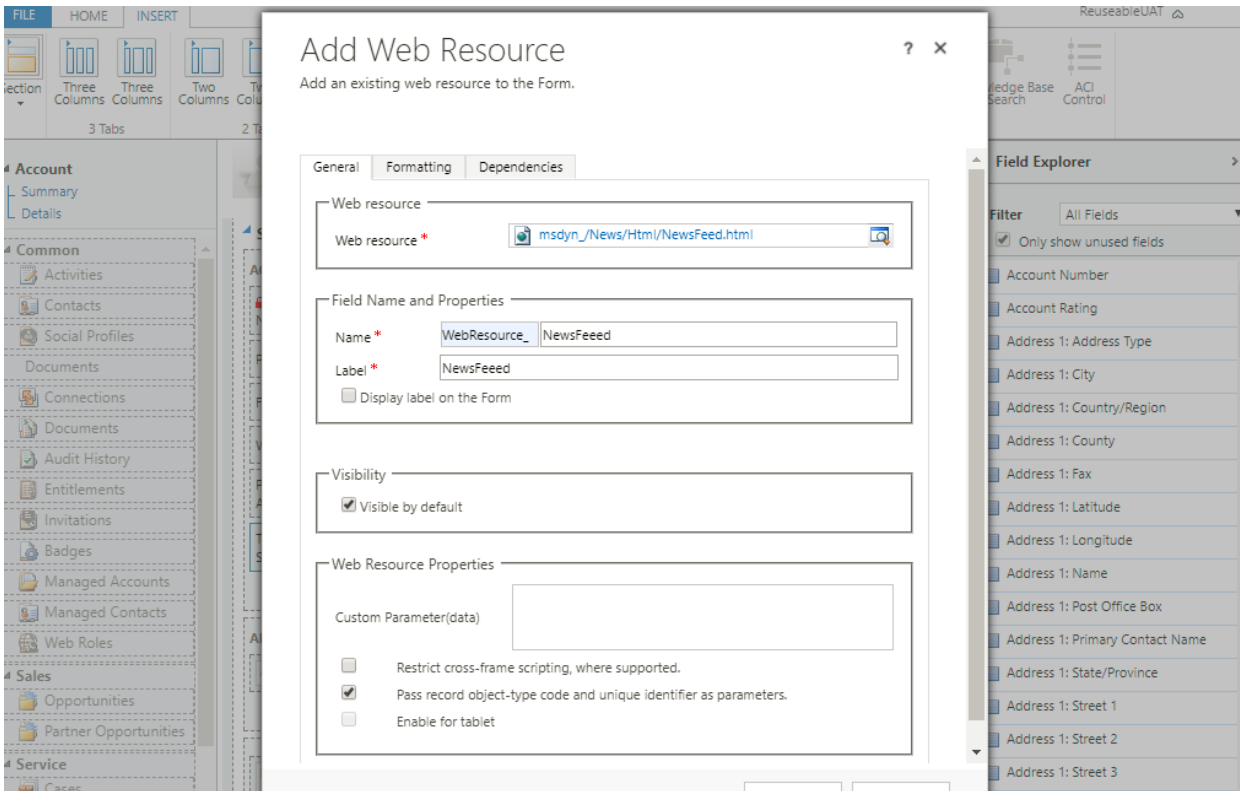 FILE HOME INSERT
ReuseableUAT
Three Columns
Three Columns
Two Columns
3 Tabs
Search
ACI Control
Account
Summary
Details
Common
Activities
Contacts
Social Profiles
Documents
Connections
Documents
Audit History
Entitlements
Invitations
Badges
Managed Accounts
Managed Contacts
Web Roles
Sales
Opportunities
Partner Opportunities
Service
Cases
Add Web Resource
? ×
Add an existing web resource to the Form.
General Formatting Dependencies
Web resource
Web resource * msdyn_/News/Html/NewsFeed.html
Field Name and Properties
Name * WebResource_ NewsFeeed
Label * NewsFeeed
Display label on the Form
Visibility
Visible by default
Web Resource Properties
Custom Parameter(data)
Restrict cross-frame scripting, where supported.
Pass record object-type code and unique identifier as parameters.
Enable for tablet
Field Explorer
Filter All Fields
Only show unused fields
Account Number
Account Rating
Address 1: Address Type
Address 1: City
Address 1: Country/Region
Address 1: County
Address 1: Fax
Address 1: Latitude
Address 1: Longitude
Address 1: Name
Address 1: Post Office Box
Address 1: Primary Contact Name
Address 1: State/Province
Address 1: Street 1
Address 1: Street 2
Address 1: Street 3